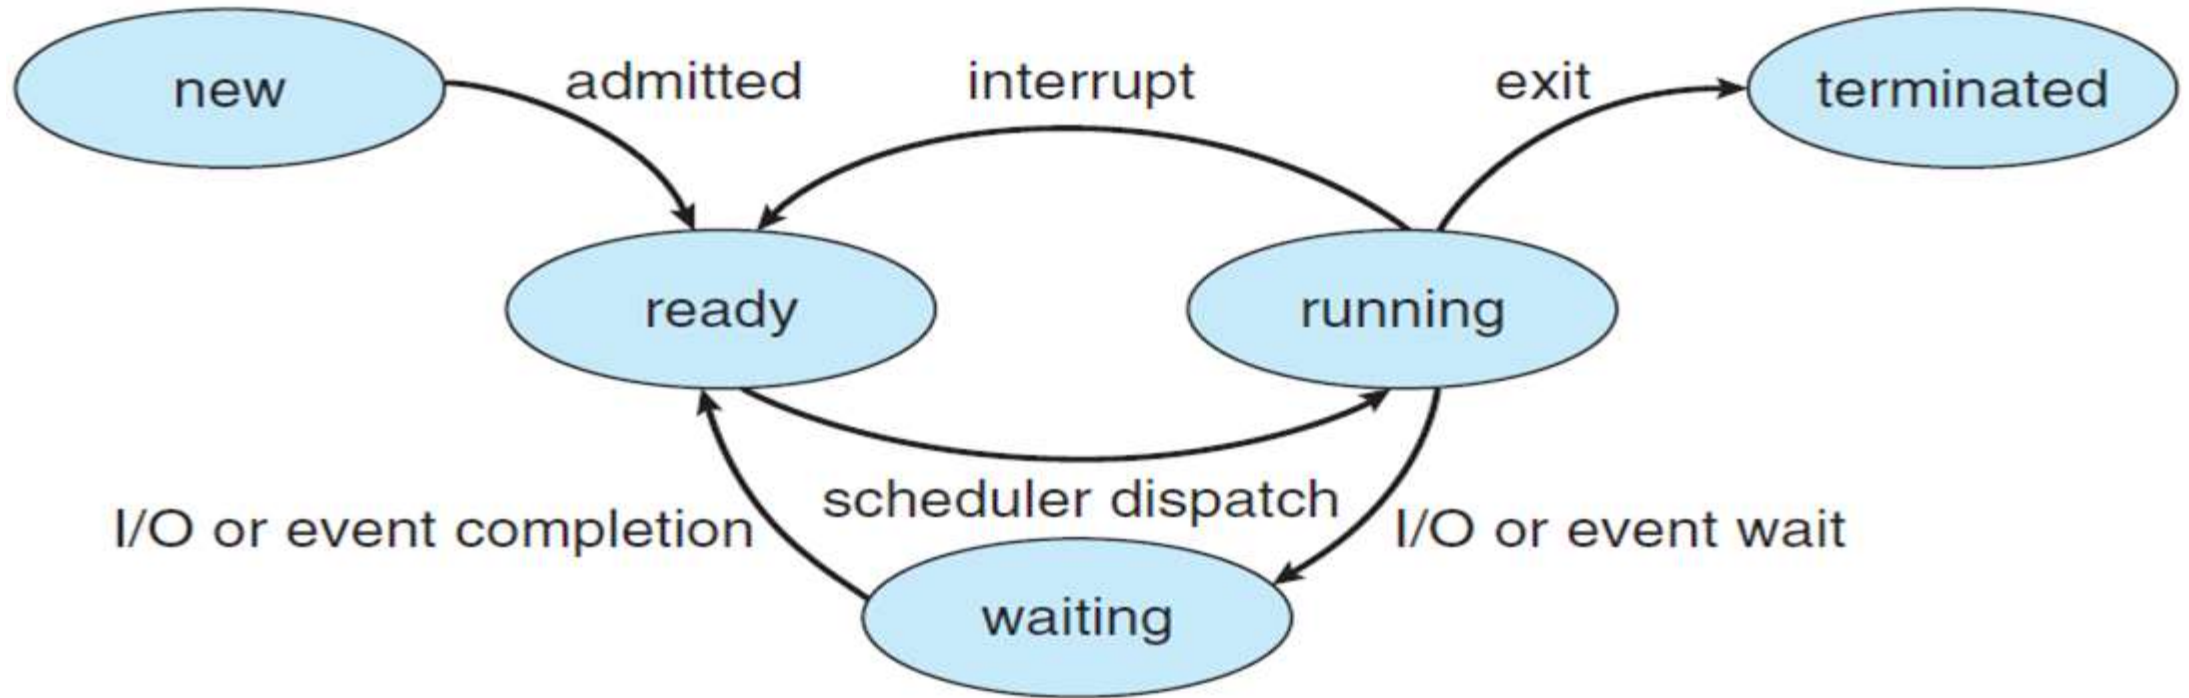 new
admitted
interrupt
exit
terminated
ready
running
scheduler dispatch
I/O or event completion
I/O or event wait
waiting